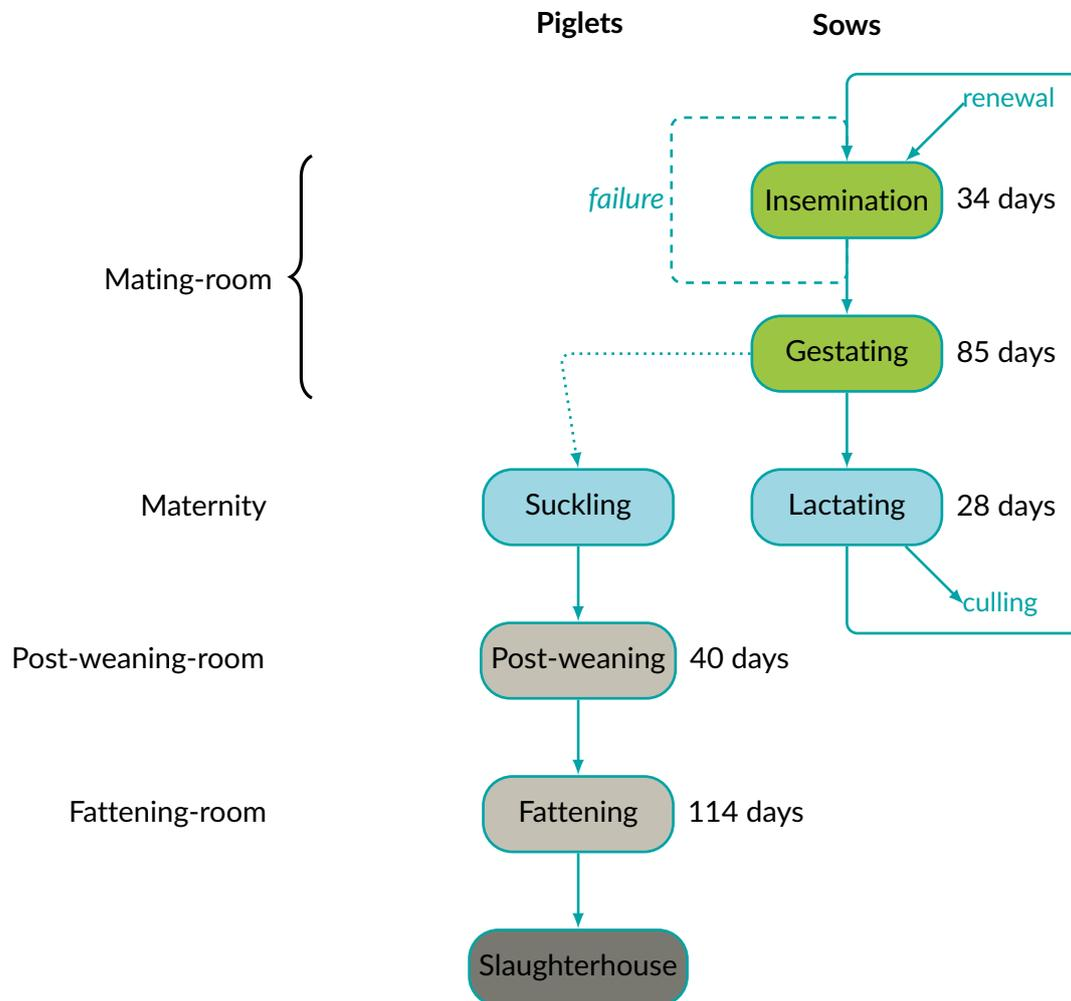 Piglets
Sows
renewal
failure
Insemination
34 days
Mating-room
Gestating
85 days
Maternity
Suckling
Lactating
28 days
culling
Post-weaning-room
Post-weaning
40 days
Fattening-room
Fattening
114 days
Slaughterhouse